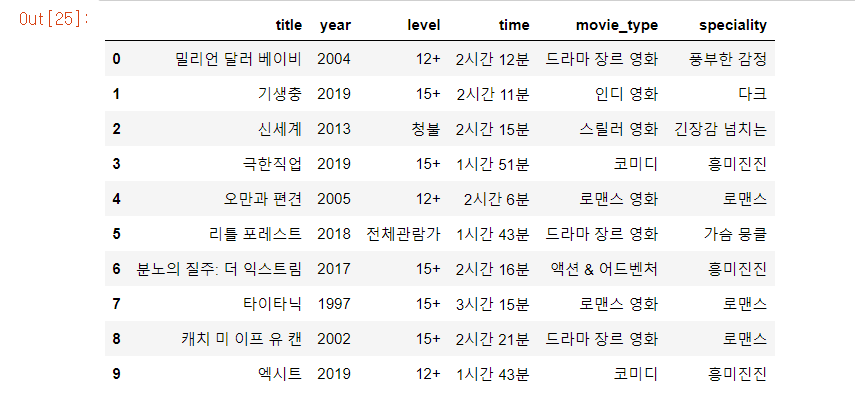 Out[25]:
title year level time movie_type speciality
0 밀리언 달러 베이비 2004 12+ 2시간 12분 드라마 장르 영화 풍부한 감정
1 기생충 2019 15+ 2시간 11분 인디 영화 다크
2 신세계 2013 청불 2시간 15분 스릴러 영화 긴장감 넘치는
3 극한직업 2019 15+ 1시간 51분 코미디 흥미진진
4 오만과 편견 2005 12+ 2시간 6분 로맨스 영화 로맨스
5 리틀 포레스트 2018 전체관람가 1시간 43분 드라마 장르 영화 가슴 뭉클
6 분노의 질주: 더 익스트림 2017 15+ 2시간 16분 액션 & 어드벤처 흥미진진
7 타이타닉 1997 15+ 3시간 15분 로맨스 영화 로맨스
8 캐치 미 이프 유 캔 2002 15+ 2시간 21분 드라마 장르 영화 로맨스
9 엑시트 2019 12+ 1시간 43분 코미디 흥미진진